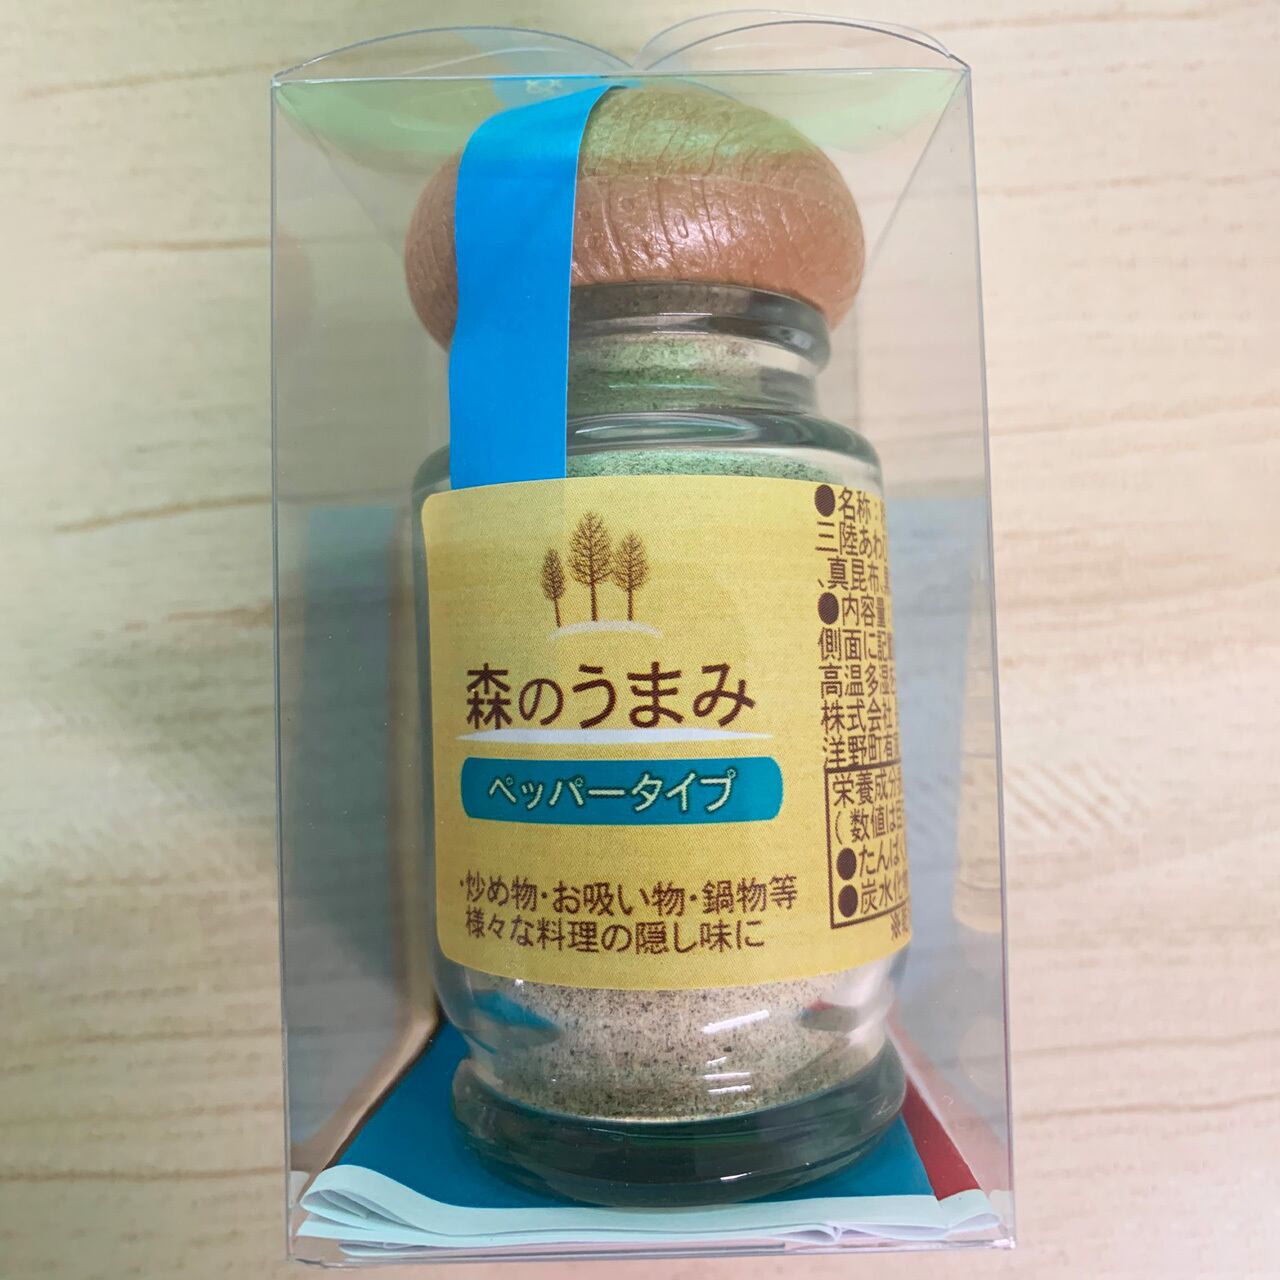 森のうまみ
ペッパータイプ
・炒め物・お吸い物・鍋物等
様々な料理の隠し味に
●名称：
三陸あわ
、真昆布、黒
●内容量
側面に記
高温多湿を
株式会社
洋野町有
栄養成分
(数値は
●たんぱく
●炭水化
※